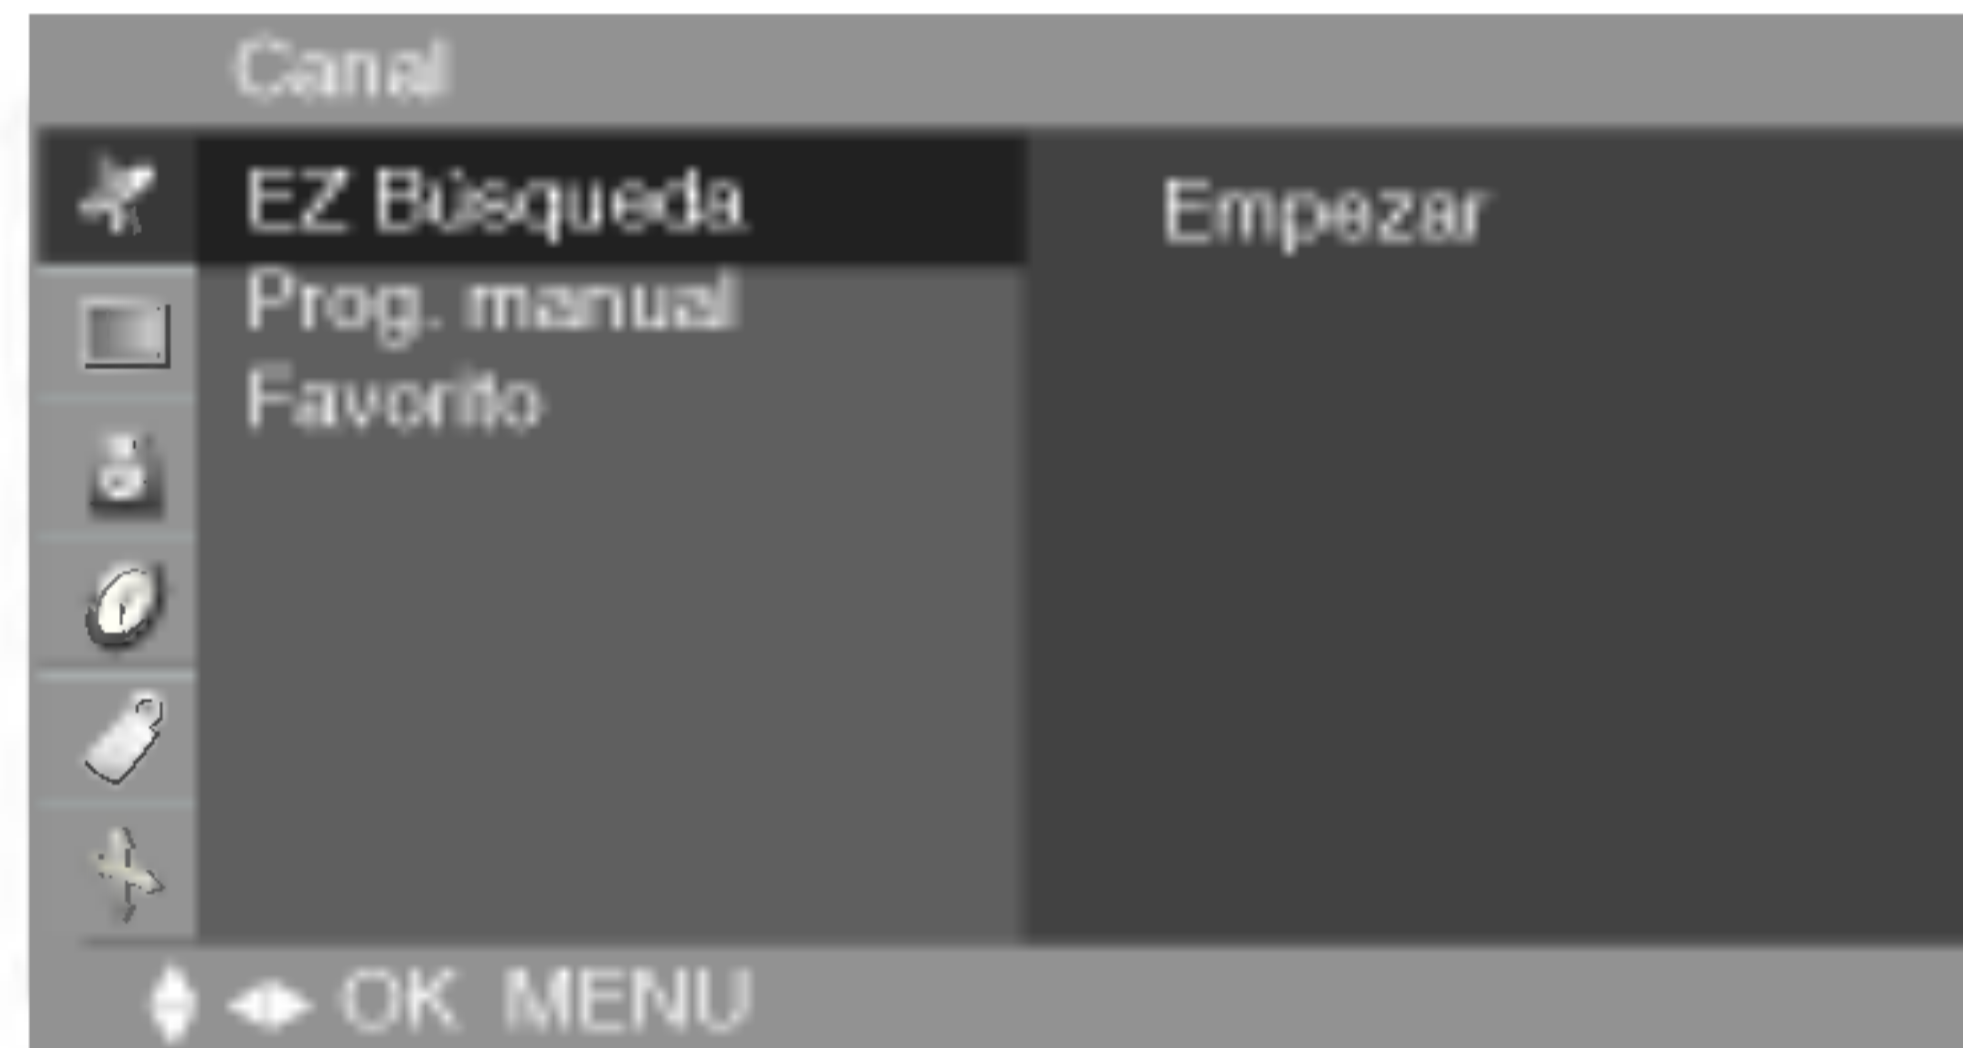 Canal
EZ Búsqueda
Empezar
Prog. manual
Favorito
OK MENU